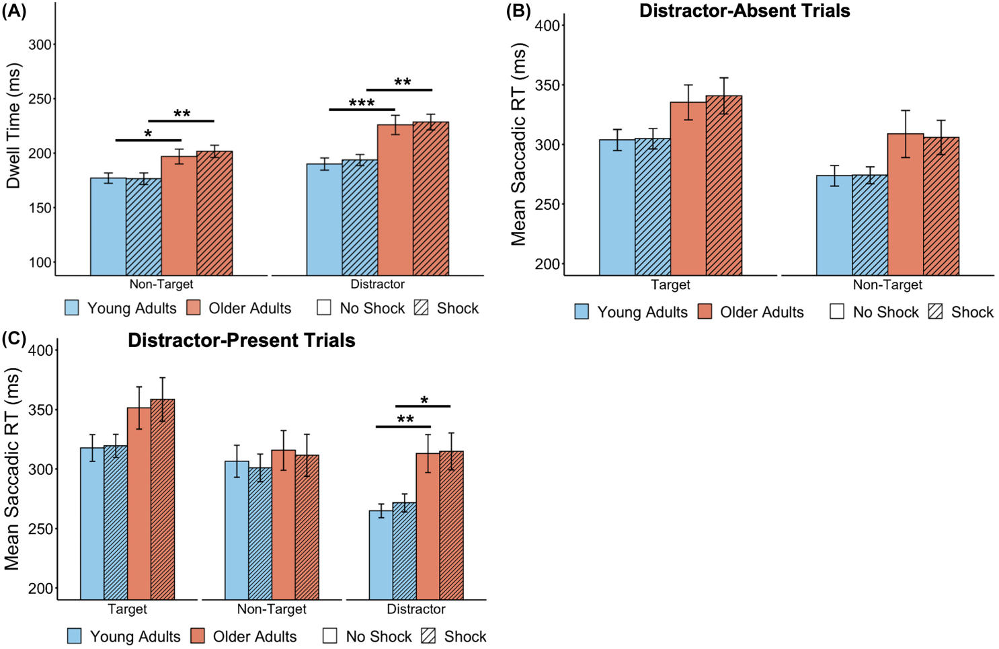 (A)
Dwell Time (ms)
300
250
200
150
100
*
**
***
**
Non-Target
Distractor
Young Adults Older Adults No Shock Shock
(B) Distractor-Absent Trials
Mean Saccadic RT (ms)
400
350
300
250
200
Target
Non-Target
Young Adults Older Adults No Shock Shock
(C) Distractor-Present Trials
Mean Saccadic RT (ms)
400
350
300
250
200
**
*
Target
Non-Target
Distractor
Young Adults Older Adults No Shock Shock